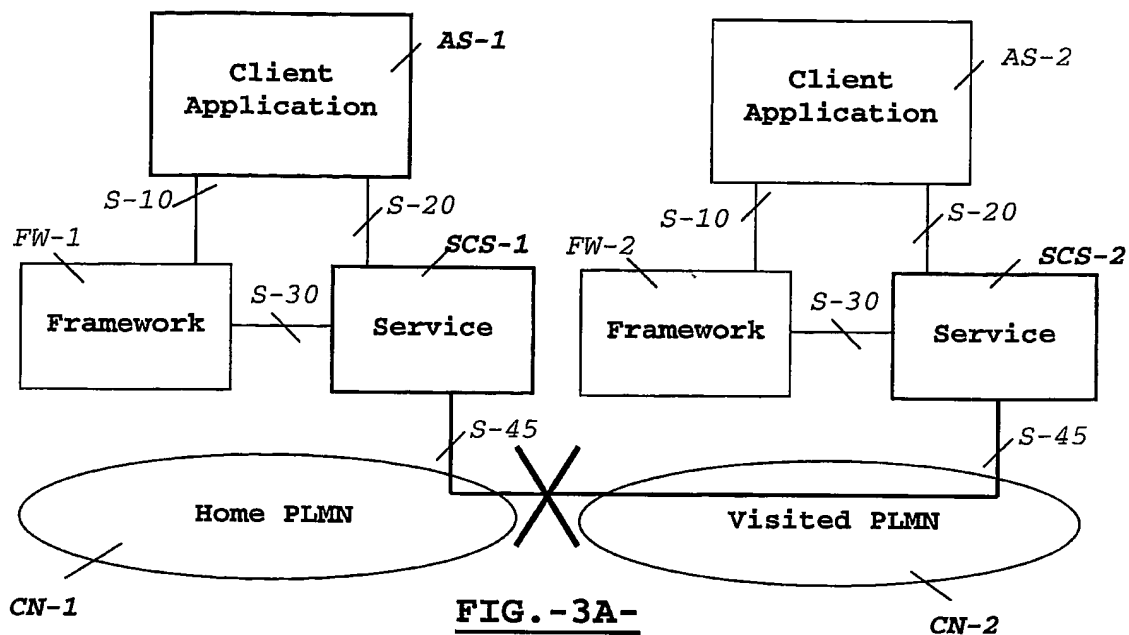 AS-1
Client
Application
AS-2
Client
Application
S-10
S-20
S-10
S-20
FW-1
SCS-1
FW-2
SCS-2
S-30
S-30
Framework
Service
Framework
Service
S-45
S-45
Home PLMN
Visited PLMN
CN-1
FIG.-3A-
CN-2